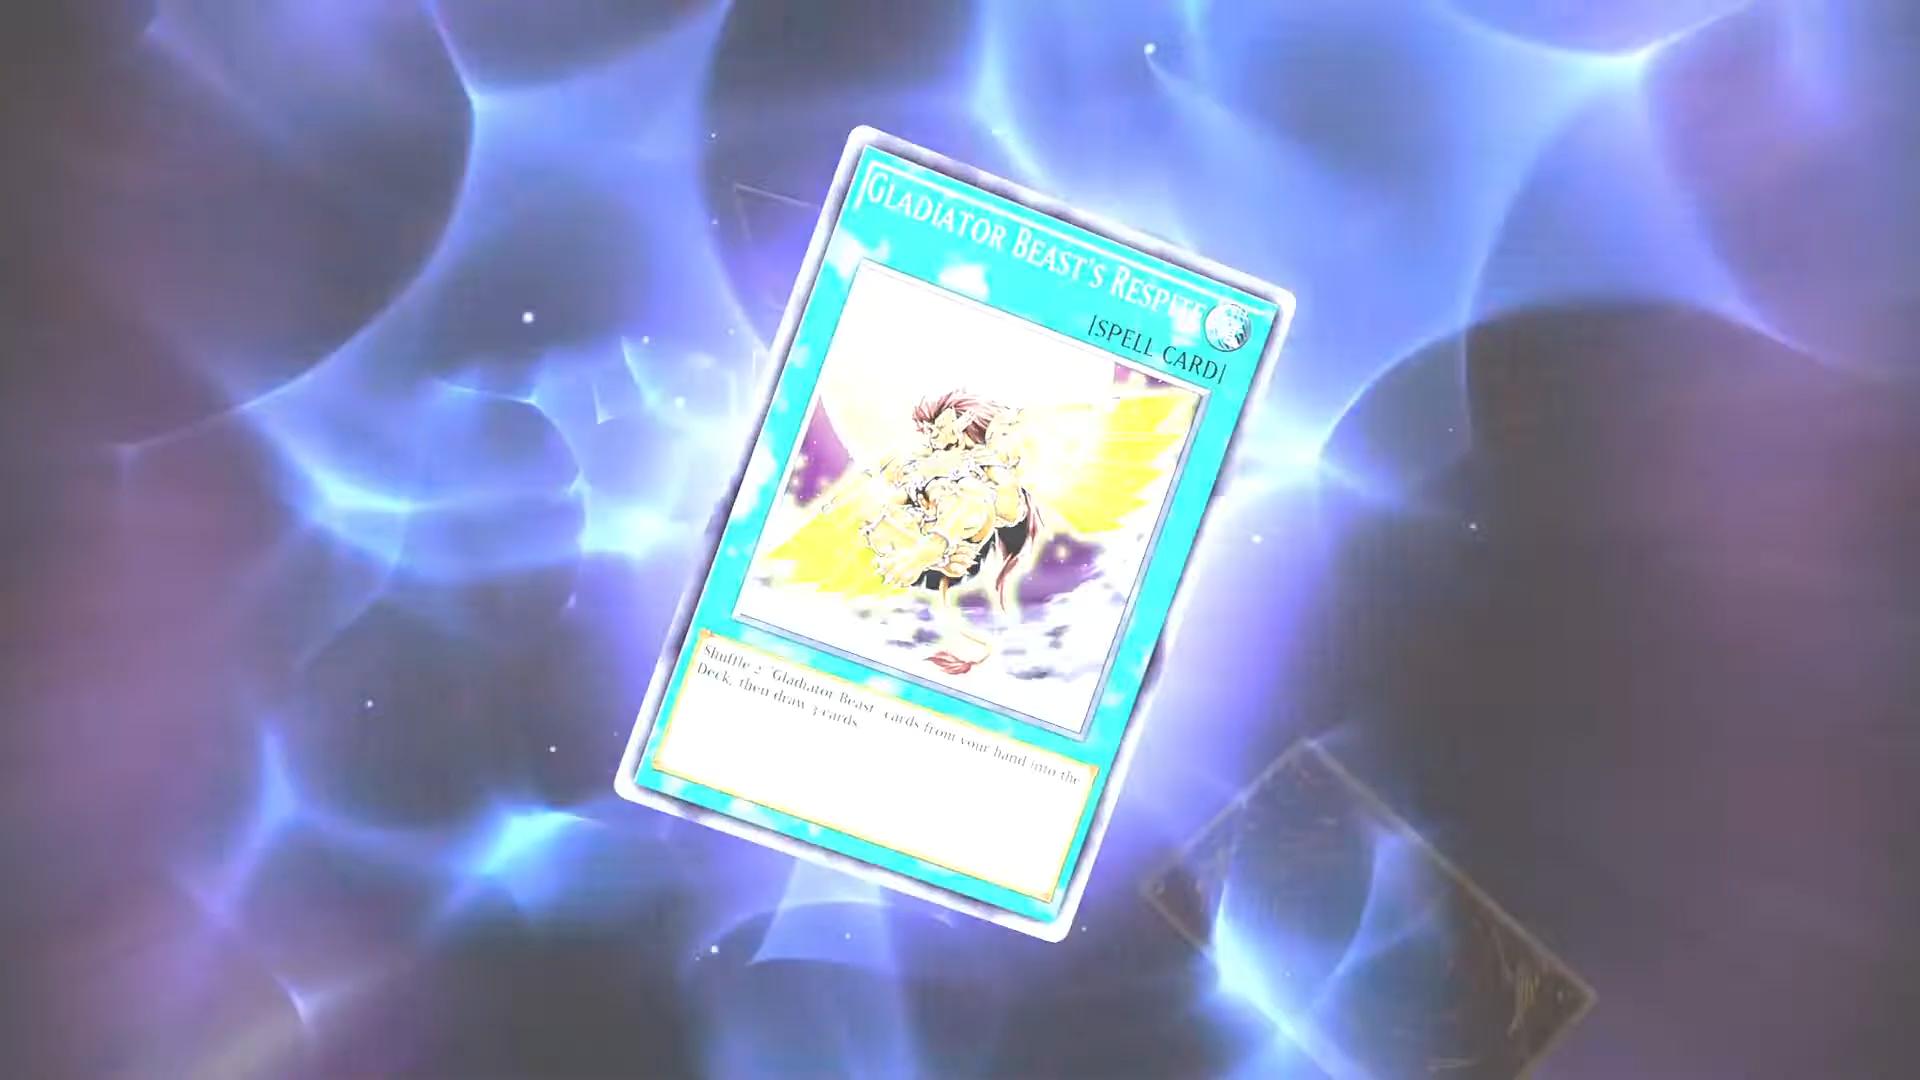 GLADIATOR BEAST'S RESPITE
[SPELL CARD]
Shuffle 2 "Gladiator Beast" cards from your hand into the
Deck, then draw 3 cards.